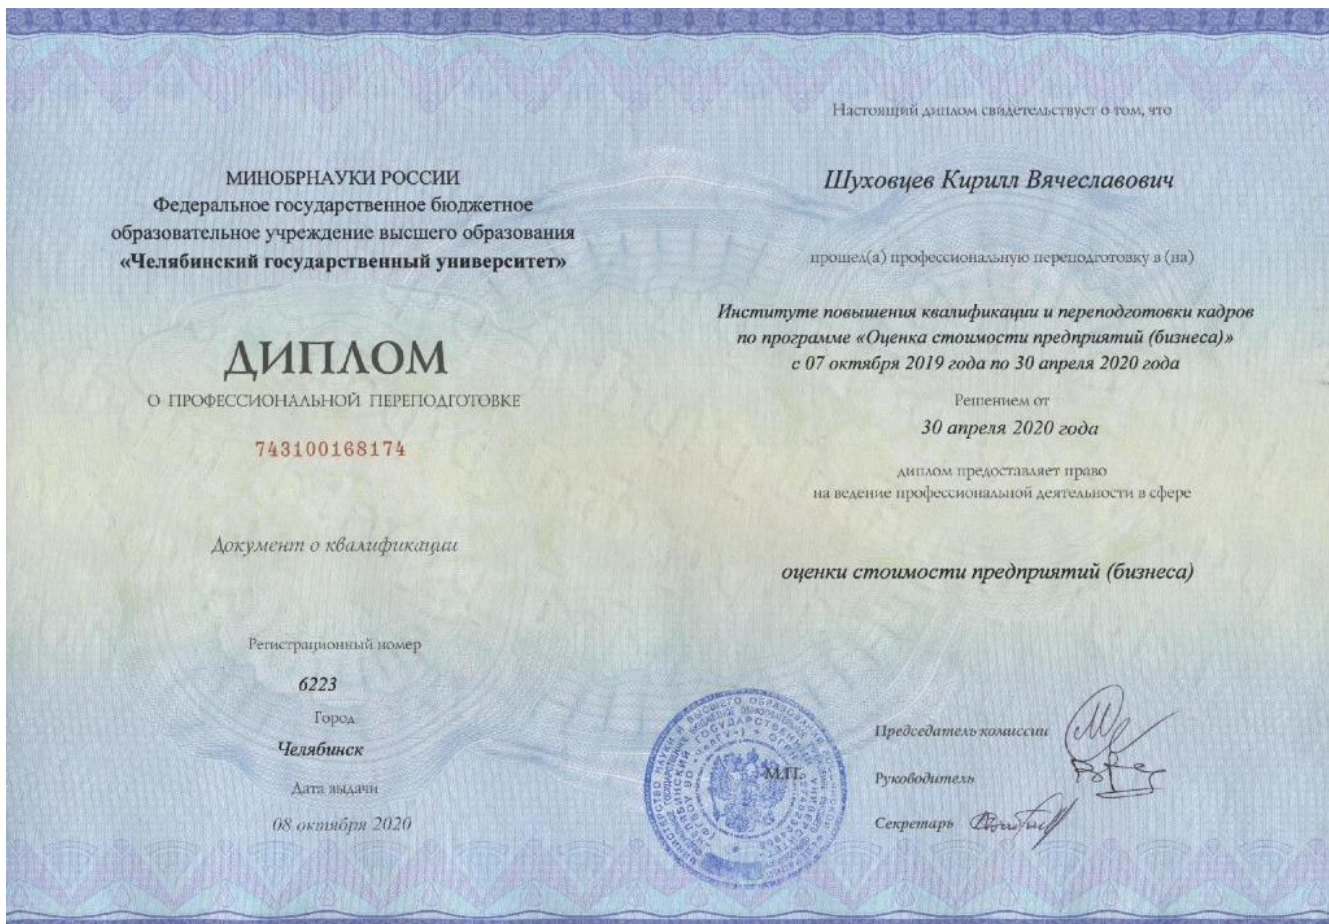 МИНОБРНАУКИ РОССИИ
Федеральное государственное бюджетное
образовательное учреждение высшего образования
«Челябинский государственный университет»
ДИПЛОМ
О ПРОФЕССИОНАЛЬНОЙ ПЕРЕПОДГОТОВКЕ
743100168174
Документ о квалификации
Регистрационный номер
6223
Город
Челябинск
Дата выдачи
08 октября 2020
Настоящий диплом свидетельствует о том, что
Шуховцев Кирилл Вячеславович
прошел(а) профессиональную переподготовку в (на)
Институте повышения квалификации и переподготовки кадров
по программе «Оценка стоимости предприятий (бизнеса)»
с 07 октября 2019 года по 30 апреля 2020 года
Решением от
30 апреля 2020 года
диплом предоставляет право
на ведение профессиональной деятельности в сфере
оценки стоимости предприятий (бизнеса)
М.П.
Председатель комиссии
Руководитель
Секретарь